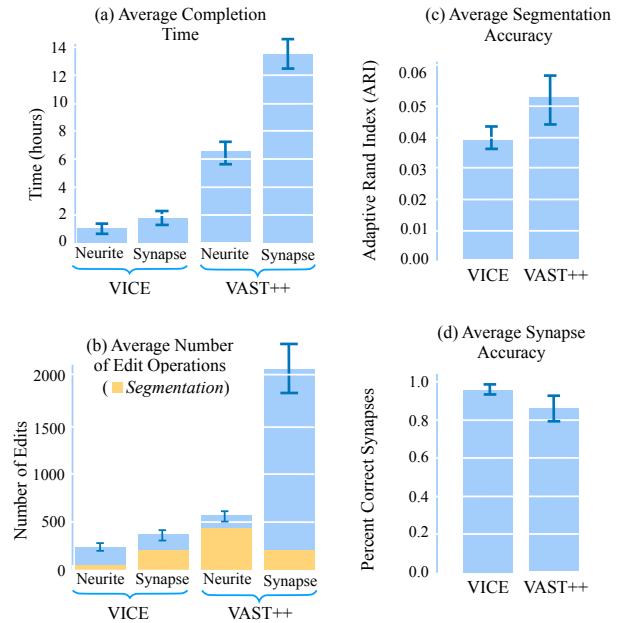 (a) Average Completion
Time
14
12
10
8
6
4
2
0
Time (hours)
Neurite Synapse Neurite Synapse
VICE VAST++
(c) Average Segmentation
Accuracy
0.06
0.06
0.04
0.03
0.02
0.01
0.00
Adaptive Rand Index (ARI)
VICE VAST++
(b) Average Number
of Edit Operations
( Segmentation)
2000
1500
1000
500
0
Number of Edits
Neurite Synapse Neurite Synapse
VICE VAST++
(d) Average Synapse
Accuracy
1.0
0.8
0.6
0.4
0.2
0.0
Percent Correct Synapses
VICE VAST++